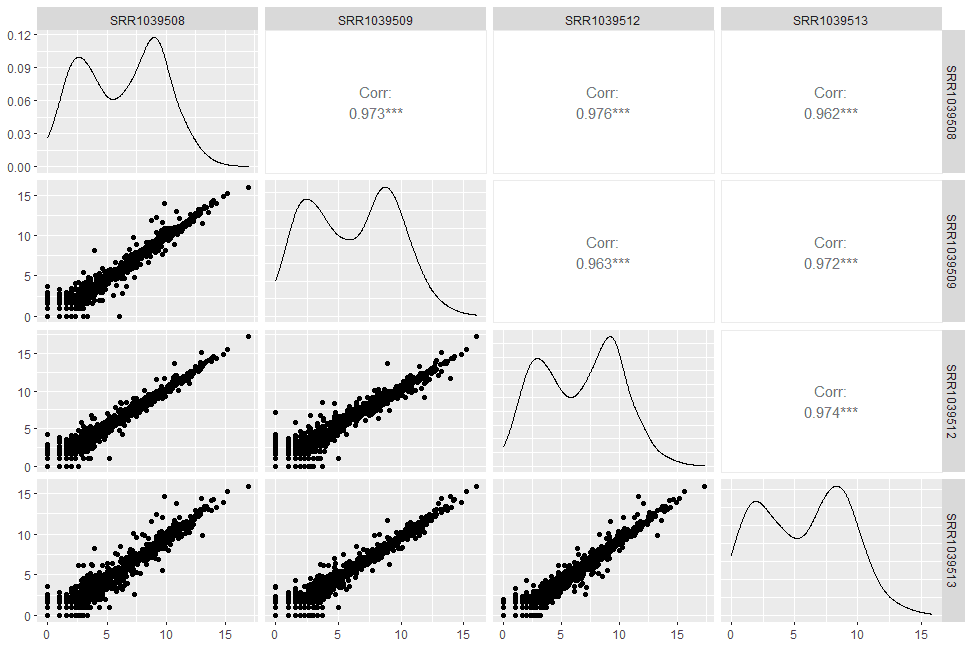 SRR1039508
SRR1039509
SRR1039512
SRR1039513
0.12
0.09
0.06
0.03
0.00
Corr:
0.973***
Corr:
0.976***
Corr:
0.962***
SRR1039508
15
10
5
0
Corr:
0.963***
Corr:
0.972***
SRR1039509
15
10
5
0
Corr:
0.974***
SRR1039512
15
10
5
0
SRR1039513
0 5 10 15
0 5 10 15
0 5 10 15
0 5 10 15